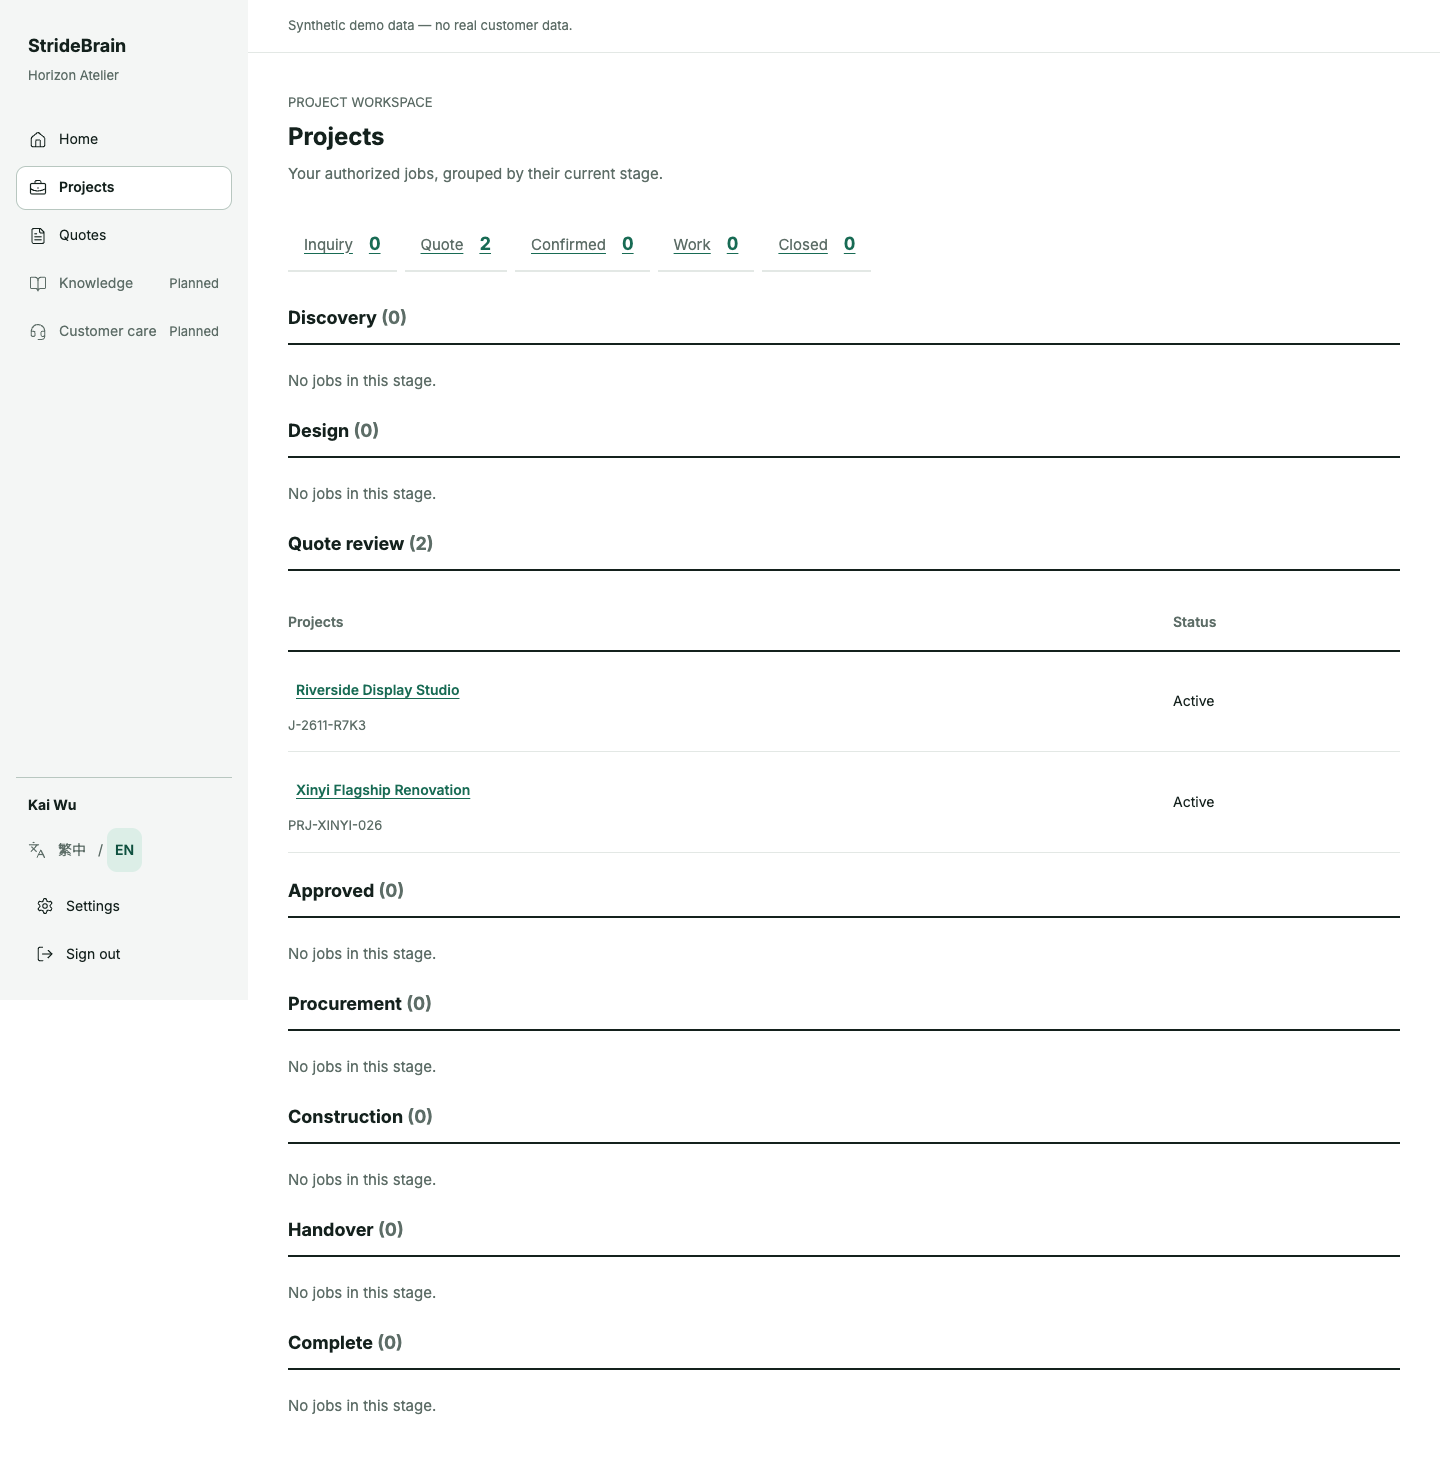 StrideBrain
Horizon Atelier
Home
Projects
Quotes
Knowledge Planned
Customer care Planned
Kai Wu
繁中 / EN
Settings
Sign out
Synthetic demo data — no real customer data.
PROJECT WORKSPACE
Projects
Your authorized jobs, grouped by their current stage.
Inquiry 0 Quote 2 Confirmed 0 Work 0 Closed 0
Discovery (0)
No jobs in this stage.
Design (0)
No jobs in this stage.
Quote review (2)
Projects Status
Riverside Display Studio
J-2611-R7K3
Active
Xinyi Flagship Renovation
PRJ-XINYI-026
Active
Approved (0)
No jobs in this stage.
Procurement (0)
No jobs in this stage.
Construction (0)
No jobs in this stage.
Handover (0)
No jobs in this stage.
Complete (0)
No jobs in this stage.